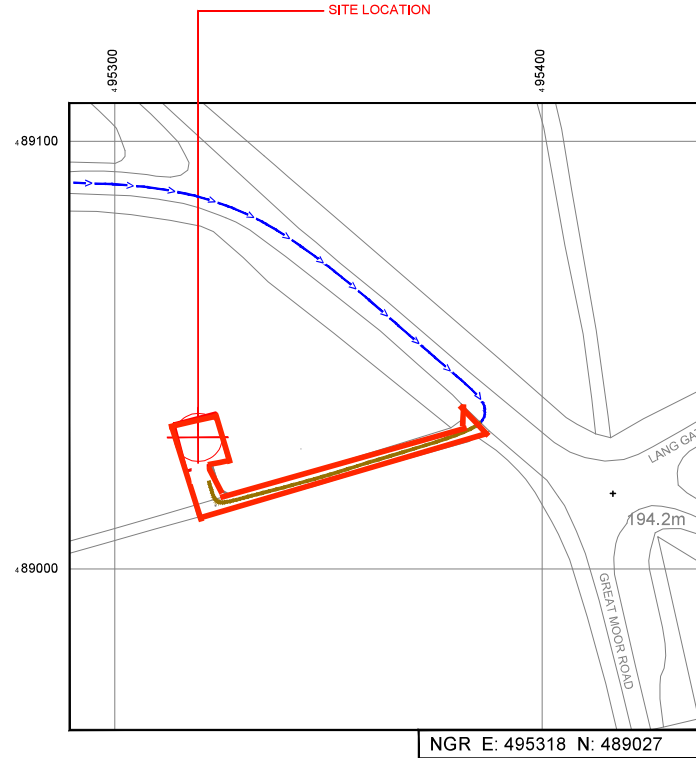 SITE LOCATION
495300
495400
489100
LANG GA
194.2m
489000
GREAT MOOR ROAD
NGR E: 495318 N: 489027